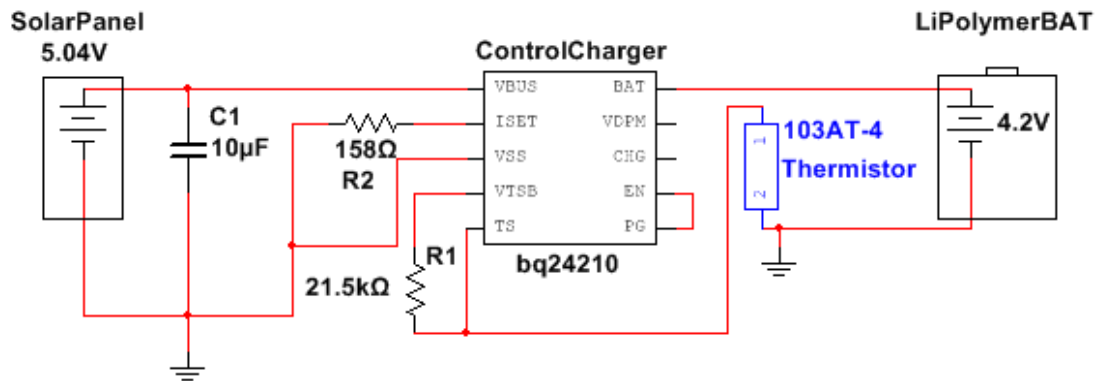 SolarPanel
5.04V
LiPolymerBAT
ControlCharger
VBUS
BAT
C1
10µF
ISET
VDPM
158Ω
R2
VSS
CHG
VTSB
EN
TS
PG
1
2
103AT-4
Thermistor
4.2V
R1
21.5kΩ
bq24210